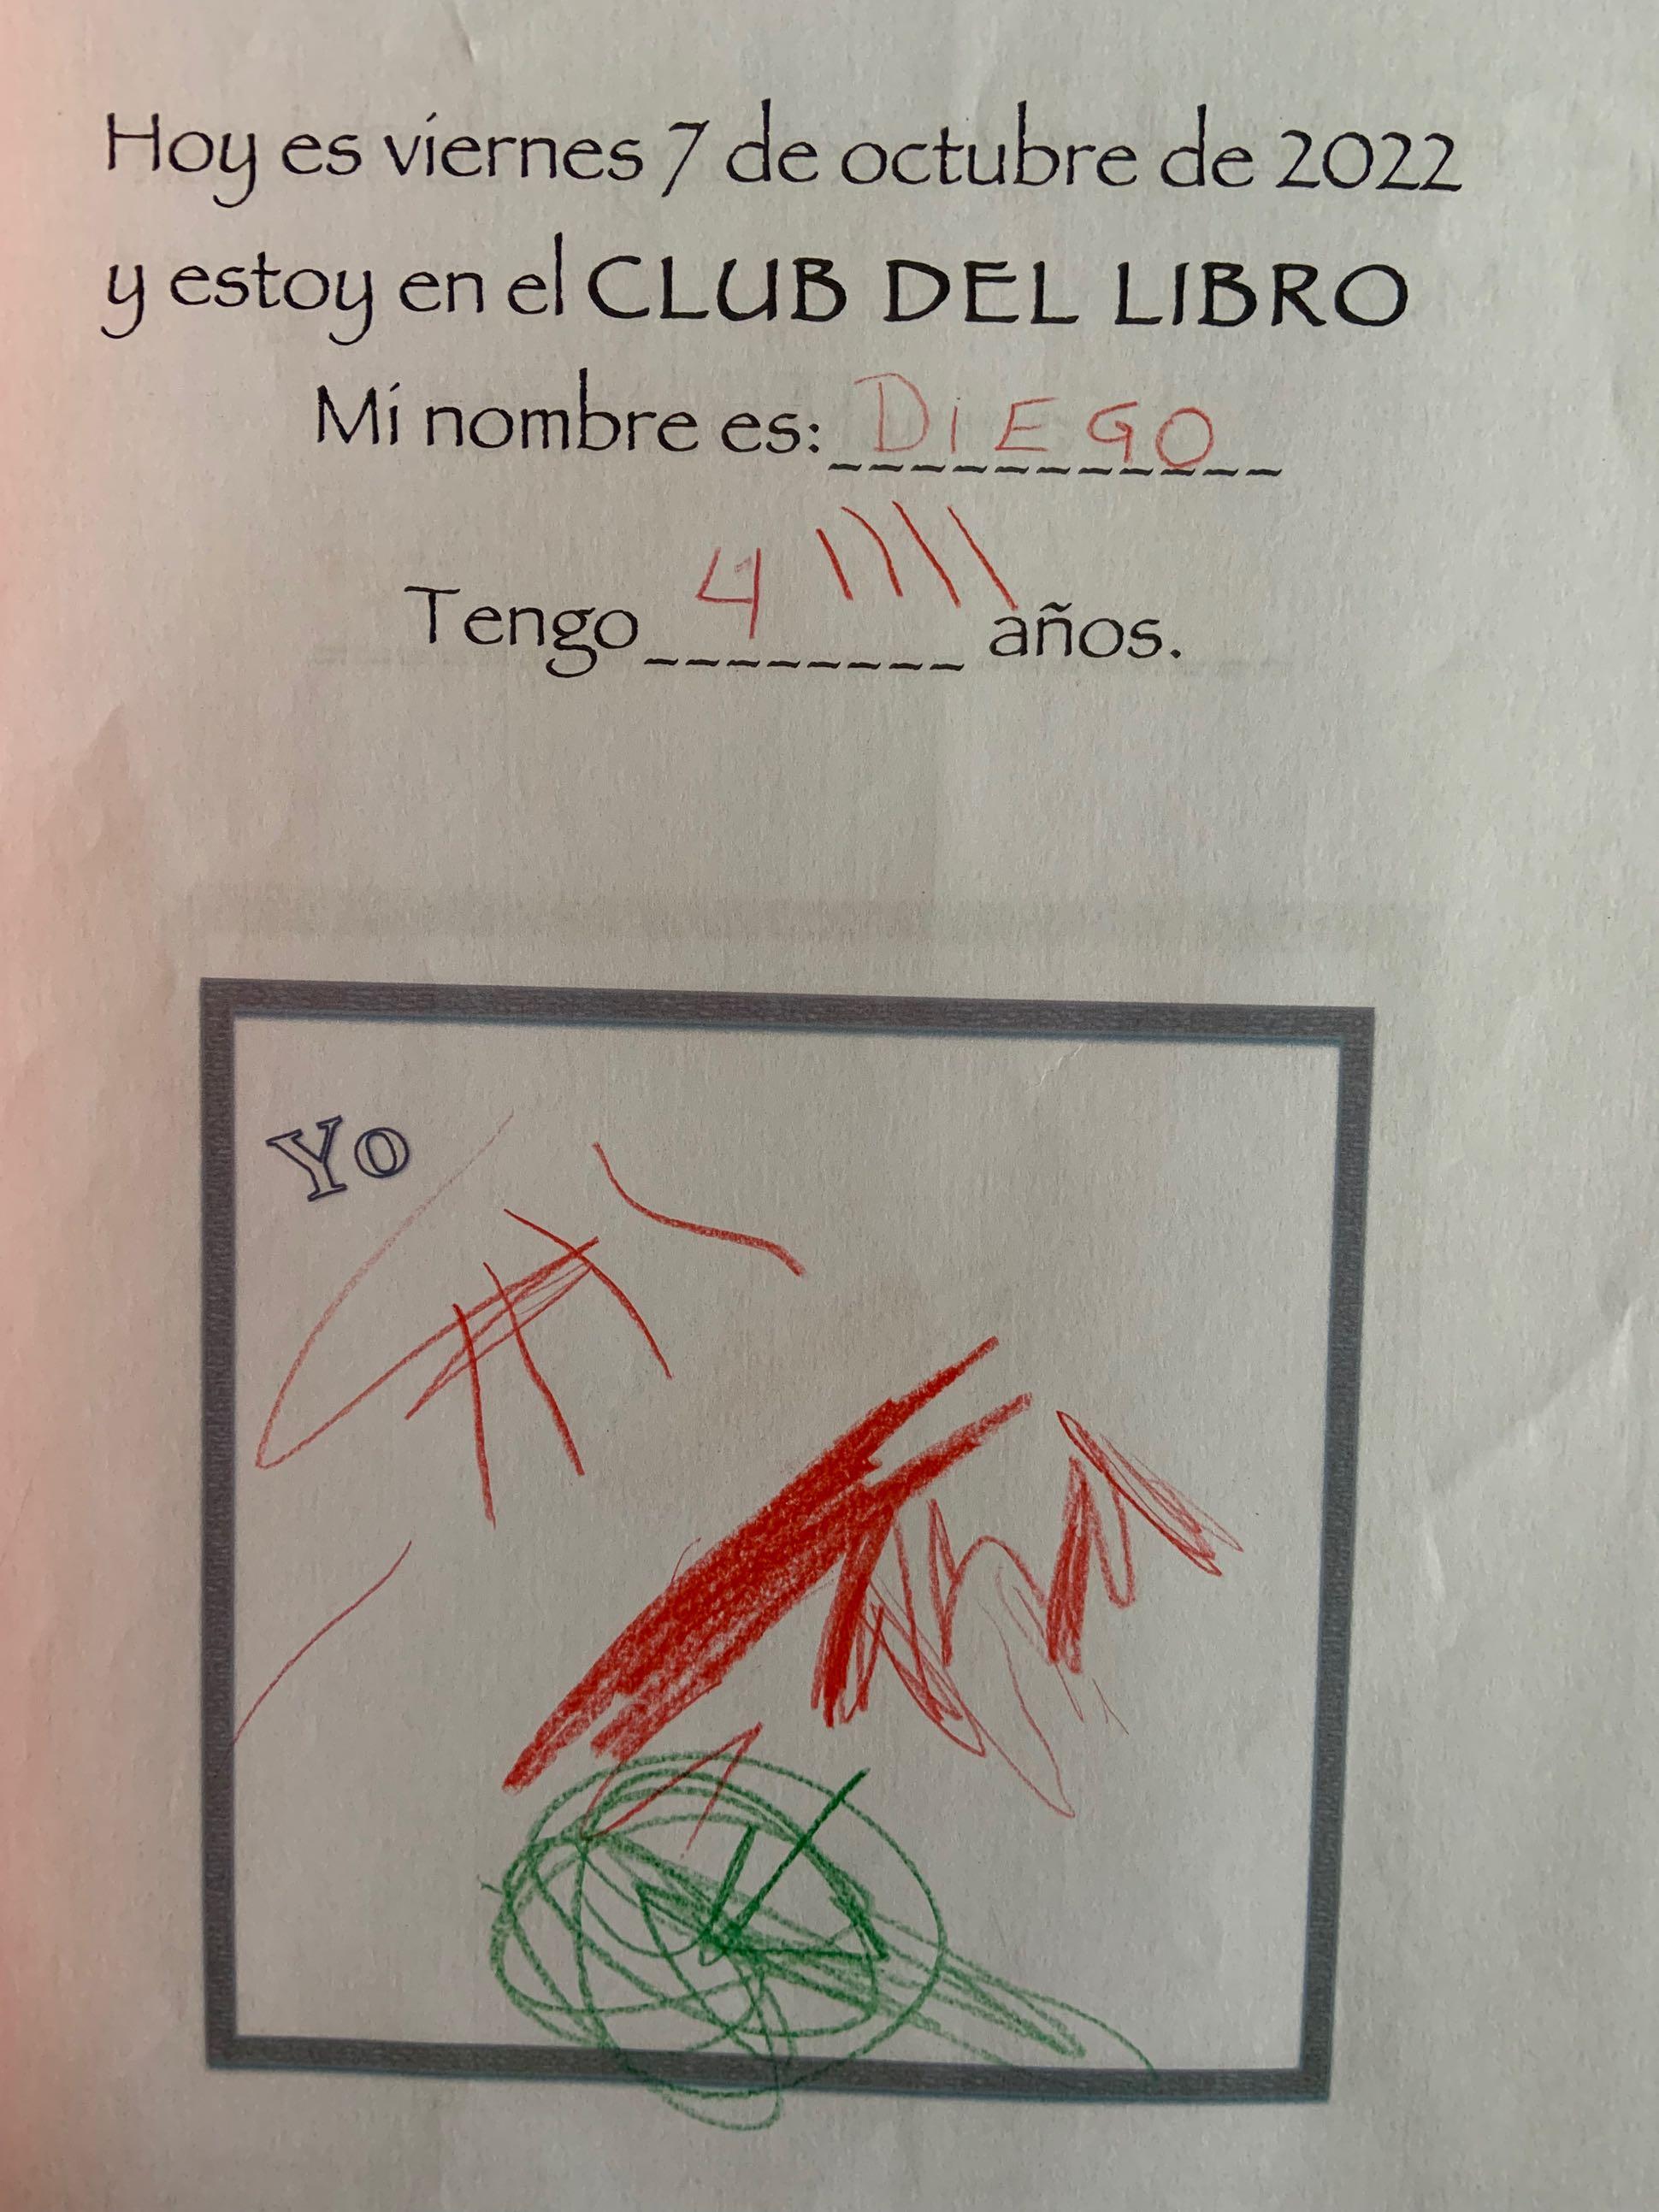 Hoy es viernes 7 de octubre de 2022
y estoy en el CLUB DEL LIBRO
Mi nombre es: DiEGO
Tengo 4 años.
Yo